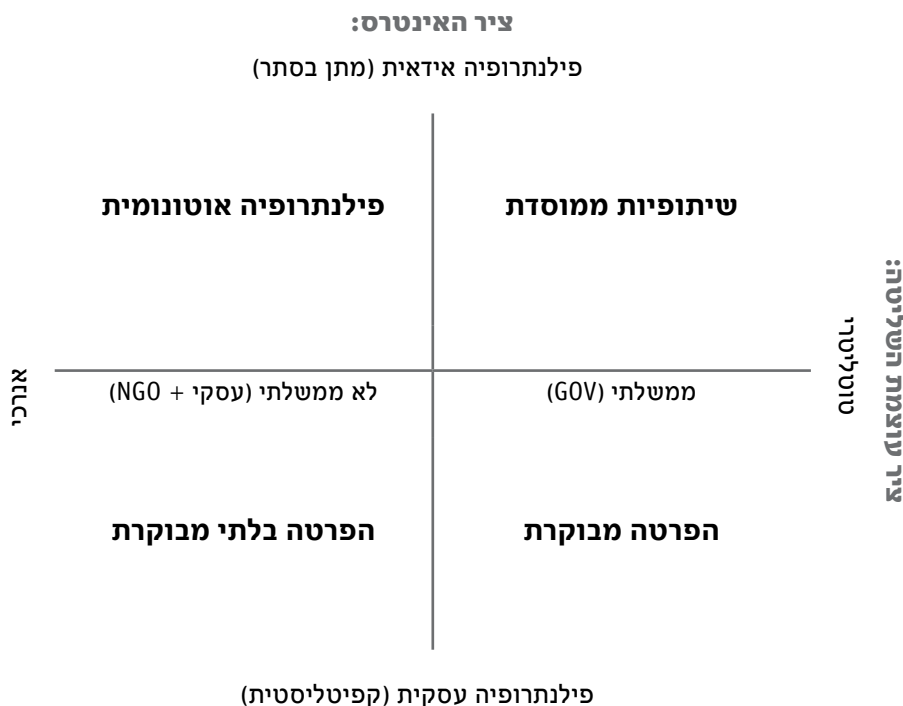 ציר האינטרס:
פילנתרופיה אידאית (מתן בסתר)
שיתופיות ממוסדת
פילנתרופיה אוטונומית
ציר עוצמת השליטה:
טוטליטרי
ממשלתי (GOV)
לא ממשלתי (עסקי + NGO)
אנרכי
הפרטה מבוקרת
הפרטה בלתי מבוקרת
פילנתרופיה עסקית (קפיטליסטית)